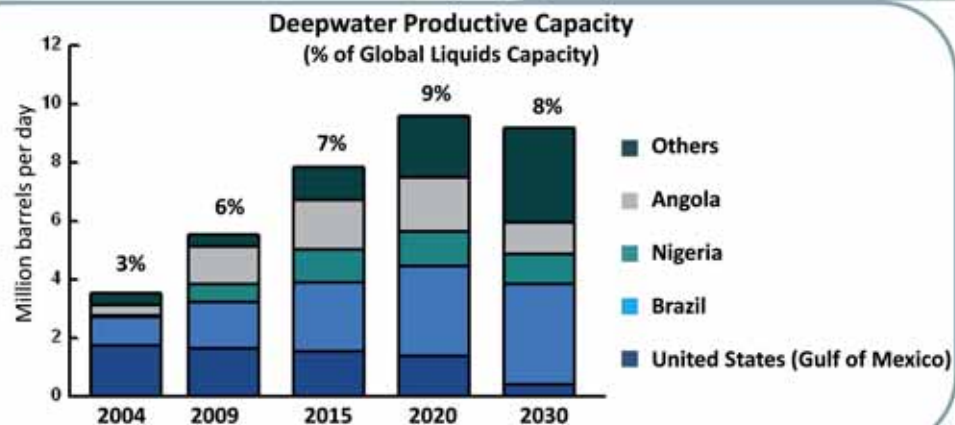 Deepwater Productive Capacity
(% of Global Liquids Capacity)
Million barrels per day
12
10
8
6
4
2
0
3%
6%
7%
9%
8%
2004
2009
2015
2020
2030
Others
Angola
Nigeria
Brazil
United States (Gulf of Mexico)